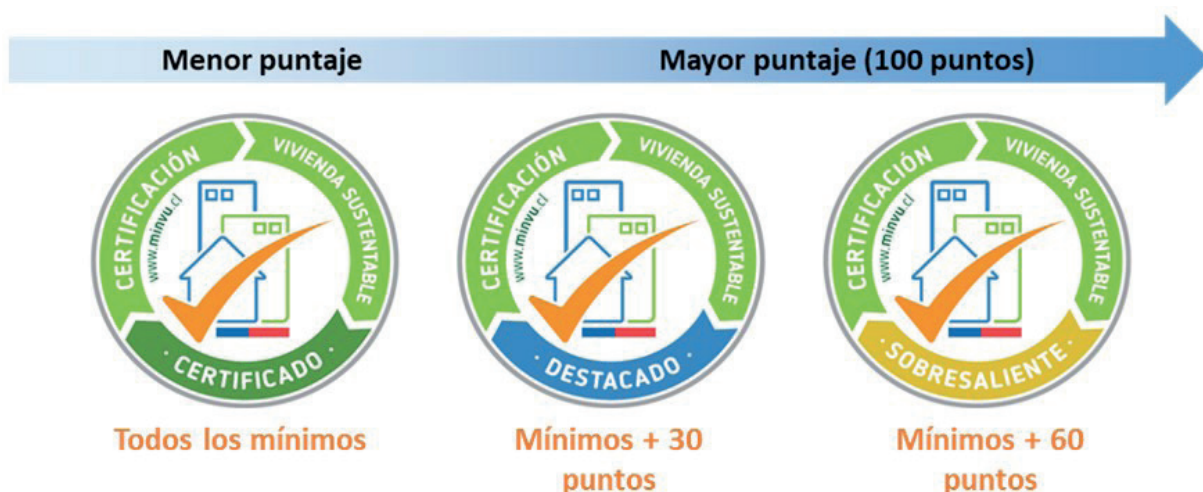 Menor puntaje
Mayor puntaje (100 puntos)
CERTIFICACIÓN
VIVIENDA SUSTENTABLE
www.minvu.cl
· CERTIFICADO ·
CERTIFICACIÓN
VIVIENDA SUSTENTABLE
www.minvu.cl
· DESTACADO ·
CERTIFICACIÓN
VIVIENDA SUSTENTABLE
www.minvu.cl
· SOBRESALIENTE ·
Todos los mínimos
Mínimos + 30
puntos
Mínimos + 60
puntos